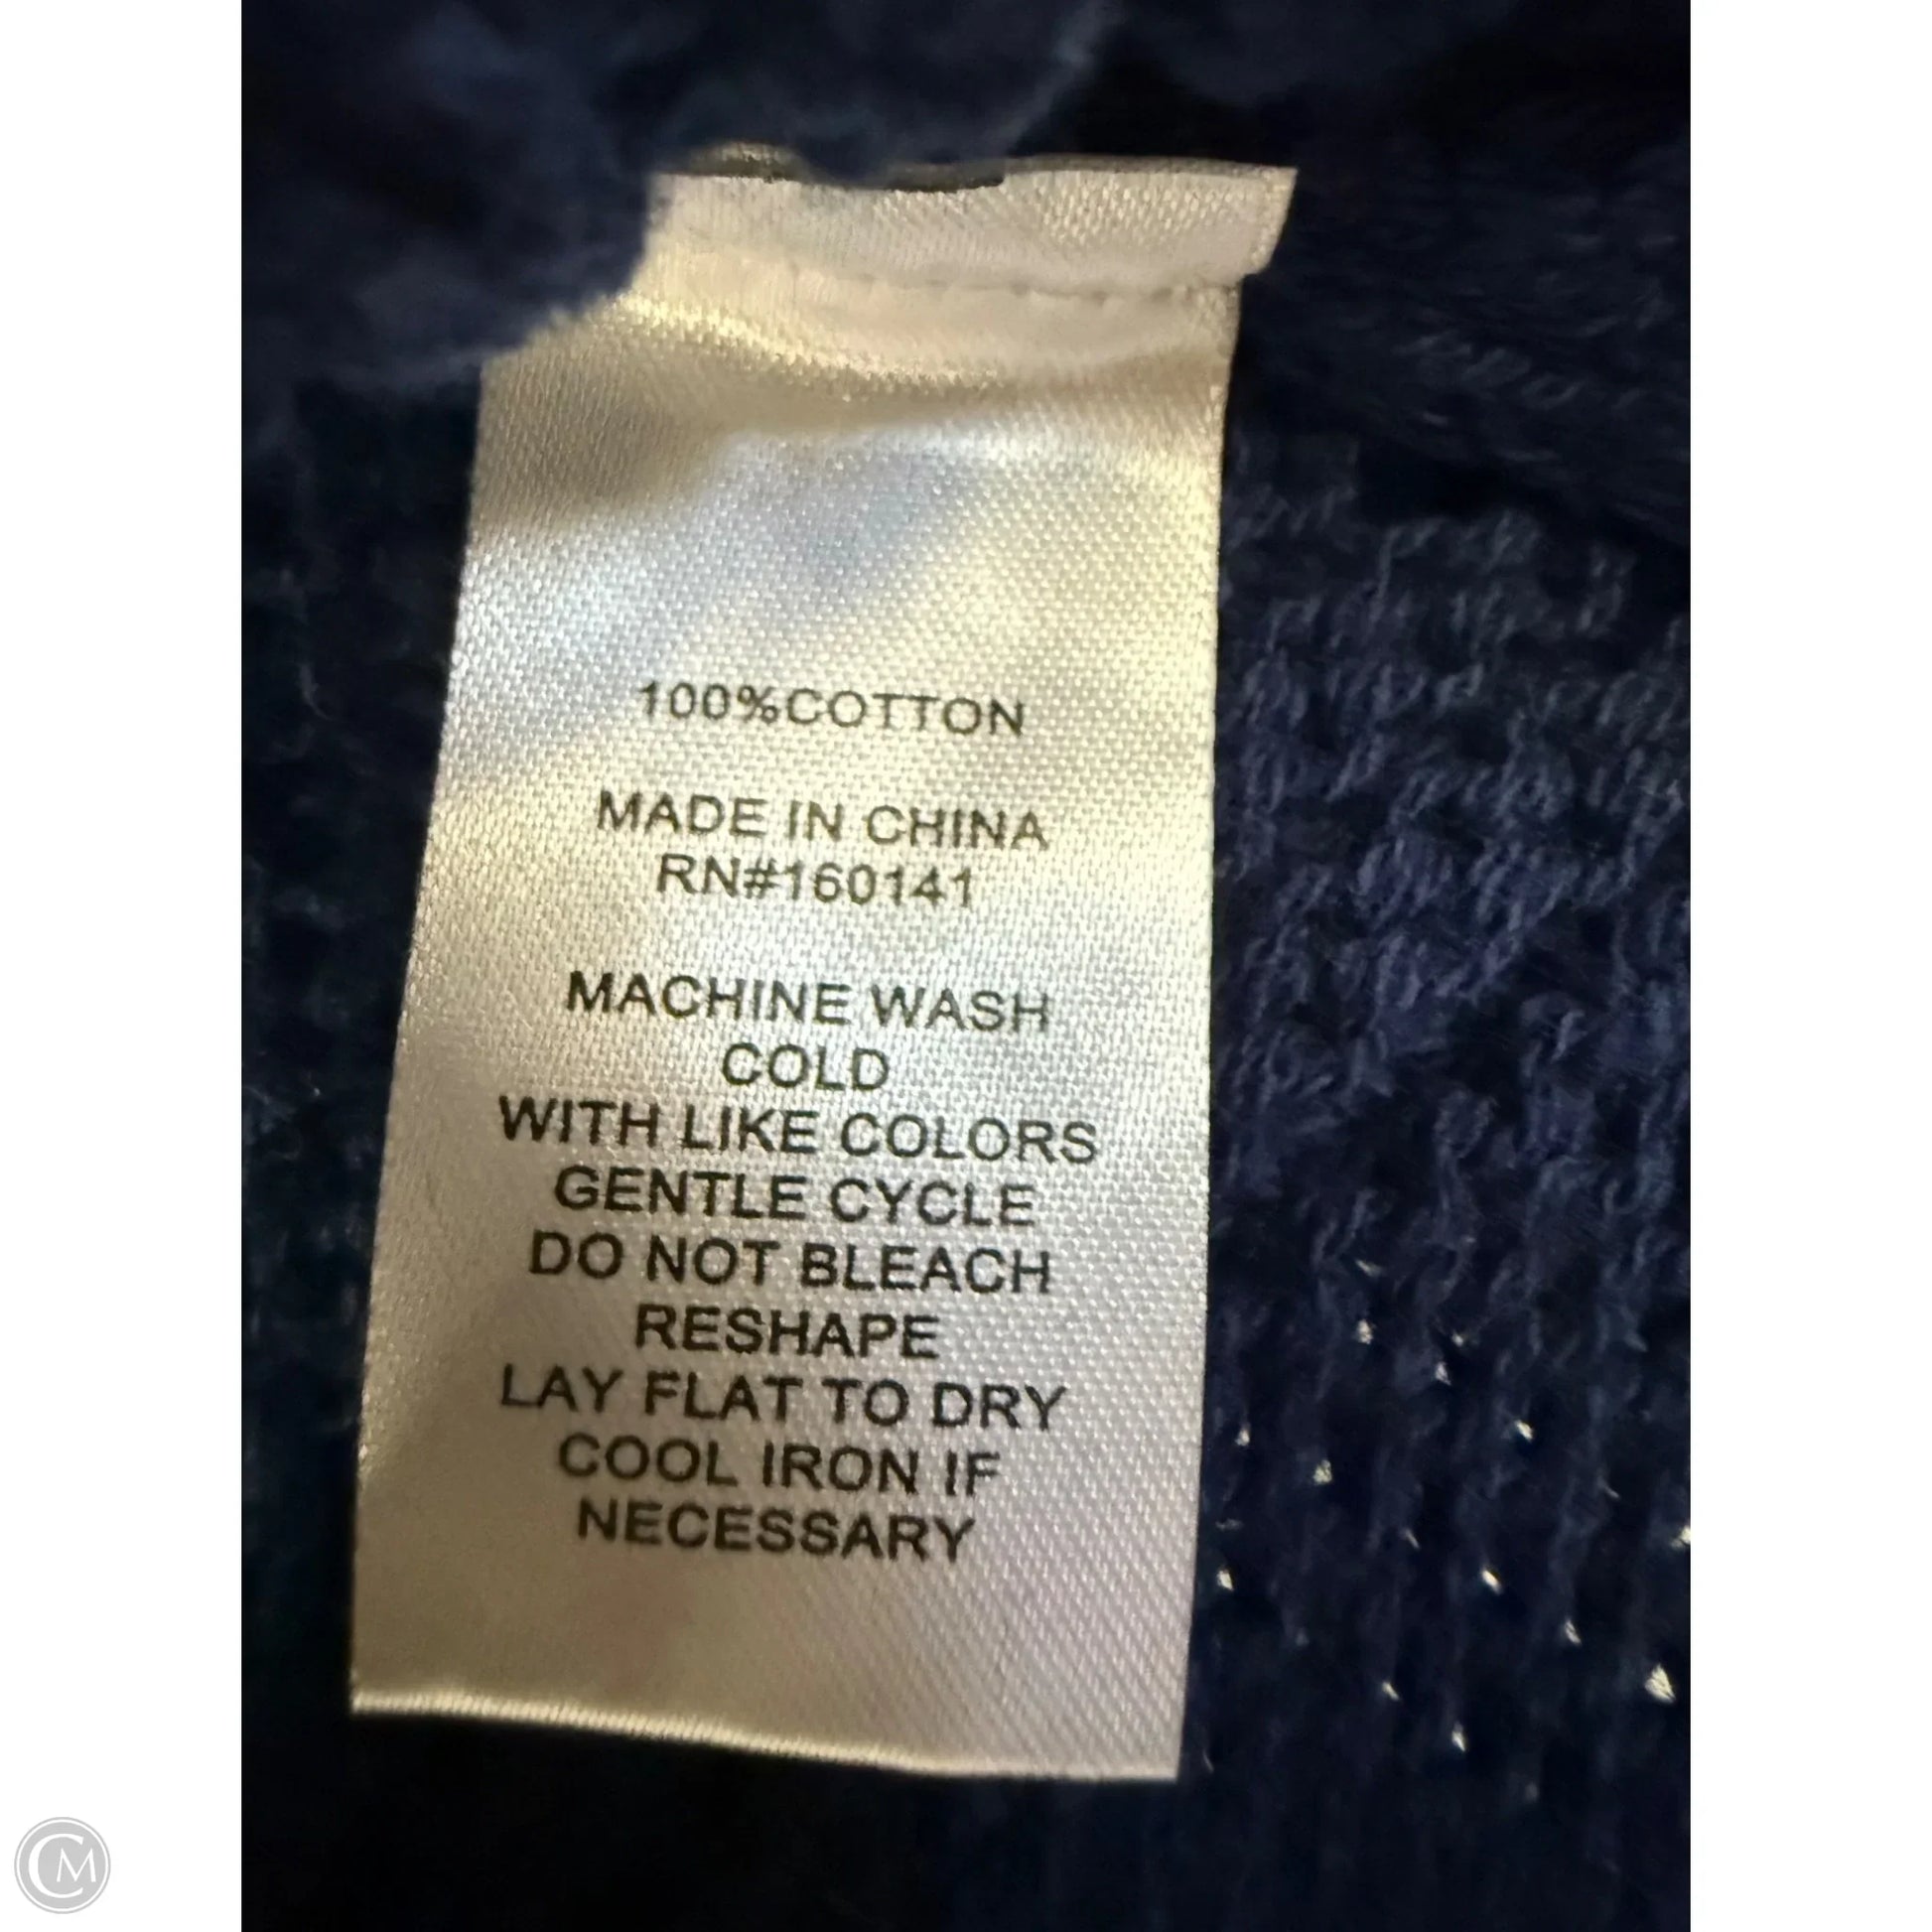 100%COTTON
MADE IN CHINA
RN#160141
MACHINE WASH
COLD
WITH LIKE COLORS
GENTLE CYCLE
DO NOT BLEACH
RESHAPE
LAY FLAT TO DRY
COOL IRON IF
NECESSARY
CM